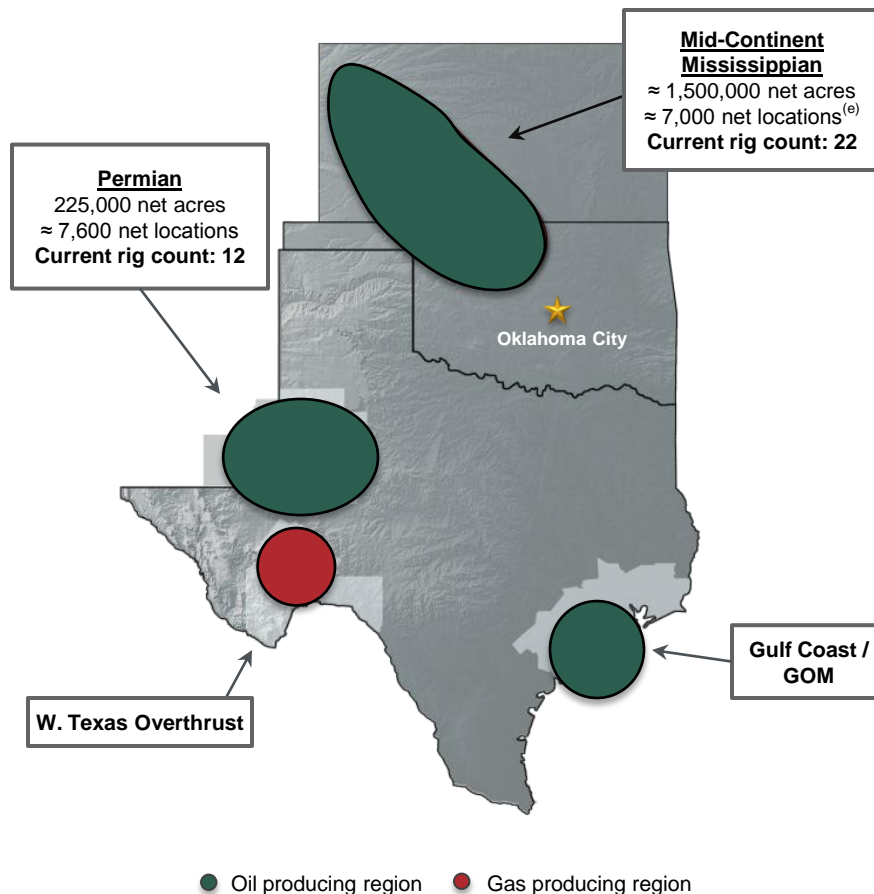 Mid-Continent
Mississippian
≈ 1,500,000 net acres
≈ 7,000 net locations(e)
Current rig count: 22
Permian
225,000 net acres
≈ 7,600 net locations
Current rig count: 12
Oklahoma City
Gulf Coast /
GOM
W. Texas Overthrust
Oil producing region
Gas producing region